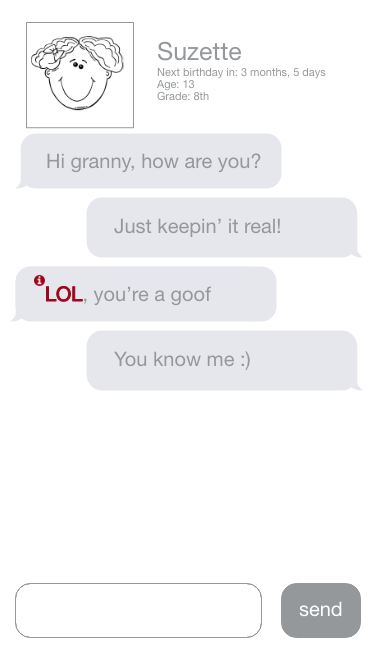 Suzette
Next birthday in: 3 months, 5 days
Age: 13
Grade: 8th
Hi granny, how are you?
Just keepin’ it real!
i
LOL, you’re a goof
You know me :)
send